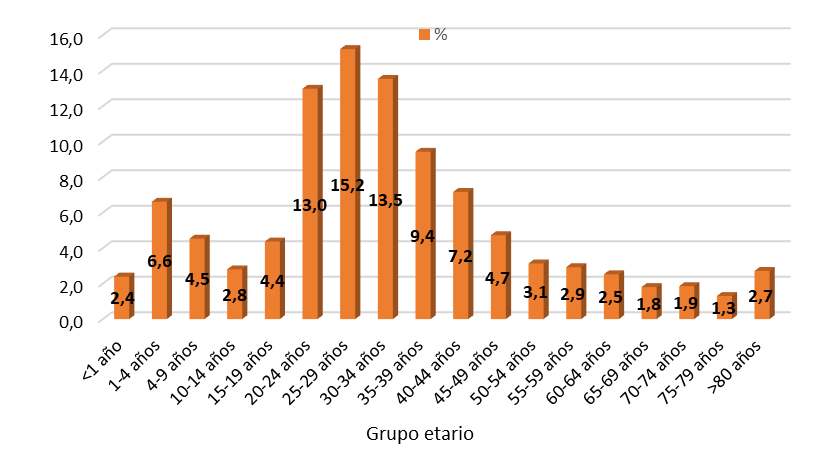 %
16,0
14,0
12,0
10,0
8,0
6,0
4,0
2,0
0,0
2,4
6,6
4,5
2,8
4,4
13,0
15,2
13,5
9,4
7,2
4,7
3,1
2,9
2,5
1,8
1,9
1,3
2,7
<1 año
1-4 años
4-9 años
10-14 años
15-19 años
20-24 años
25-29 años
30-34 años
35-39 años
40-44 años
45-49 años
50-54 años
55-59 años
60-64 años
65-69 años
70-74 años
75-79 años
>80 años
Grupo etario